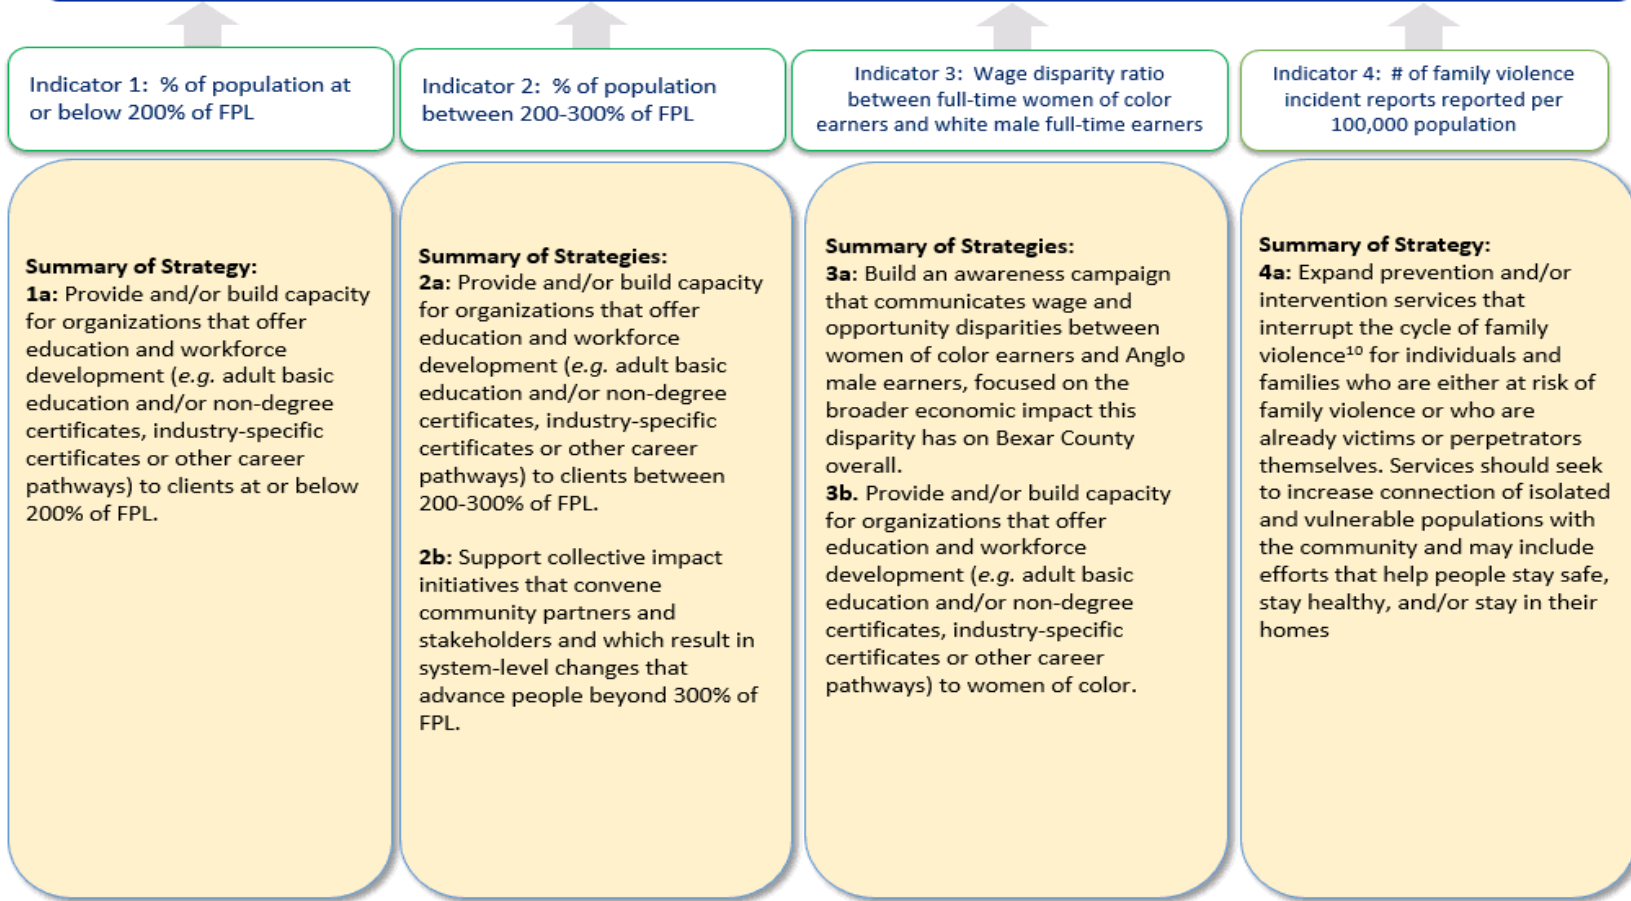 Indicator 1: % of population at
or below 200% of FPL
Indicator 2: % of population
between 200-300% of FPL
Indicator 3: Wage disparity ratio
between full-time women of color
earners and white male full-time earners
Indicator 4: # of family violence
incident reports reported per
100,000 population
Summary of Strategy:
1a: Provide and/or build capacity
for organizations that offer
education and workforce
development (e.g. adult basic
education and/or non-degree
certificates, industry-specific
certificates or other career
pathways) to clients at or below
200% of FPL.
Summary of Strategies:
2a: Provide and/or build capacity
for organizations that offer
education and workforce
development (e.g. adult basic
education and/or non-degree
certificates, industry-specific
certificates or other career
pathways) to clients between
200-300% of FPL.
2b: Support collective impact
initiatives that convene
community partners and
stakeholders and which result in
system-level changes that
advance people beyond 300% of
FPL.
Summary of Strategies:
3a: Build an awareness campaign
that communicates wage and
opportunity disparities between
women of color earners and Anglo
male earners, focused on the
broader economic impact this
disparity has on Bexar County
overall.
3b. Provide and/or build capacity
for organizations that offer
education and workforce
development (e.g. adult basic
education and/or non-degree
certificates, industry-specific
certificates or other career
pathways) to women of color.
Summary of Strategy:
4a: Expand prevention and/or
intervention services that
interrupt the cycle of family
violence¹⁰ for individuals and
families who are either at risk of
family violence or who are
already victims or perpetrators
themselves. Services should seek
to increase connection of isolated
and vulnerable populations with
the community and may include
efforts that help people stay safe,
stay healthy, and/or stay in their
homes